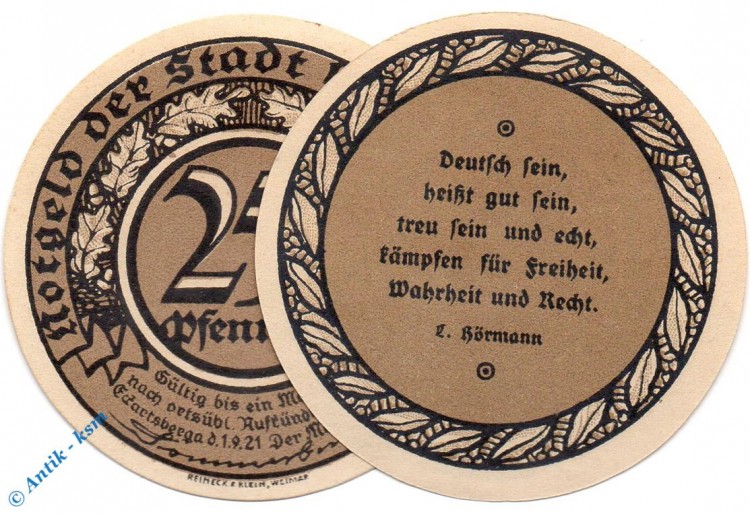 Notgeld der Stadt
25
Pfenn
Gültig bis ein M
nach ortsübl. Aufkünd
Eckartsberga d. 1.9.21 Der M
REINECK & KLEIN, WEIMAR
Deutsch sein,
heißt gut sein,
treu sein und echt,
kämpfen für Freiheit,
Wahrheit und Recht.
L. Hörmann
© Antik - ksm